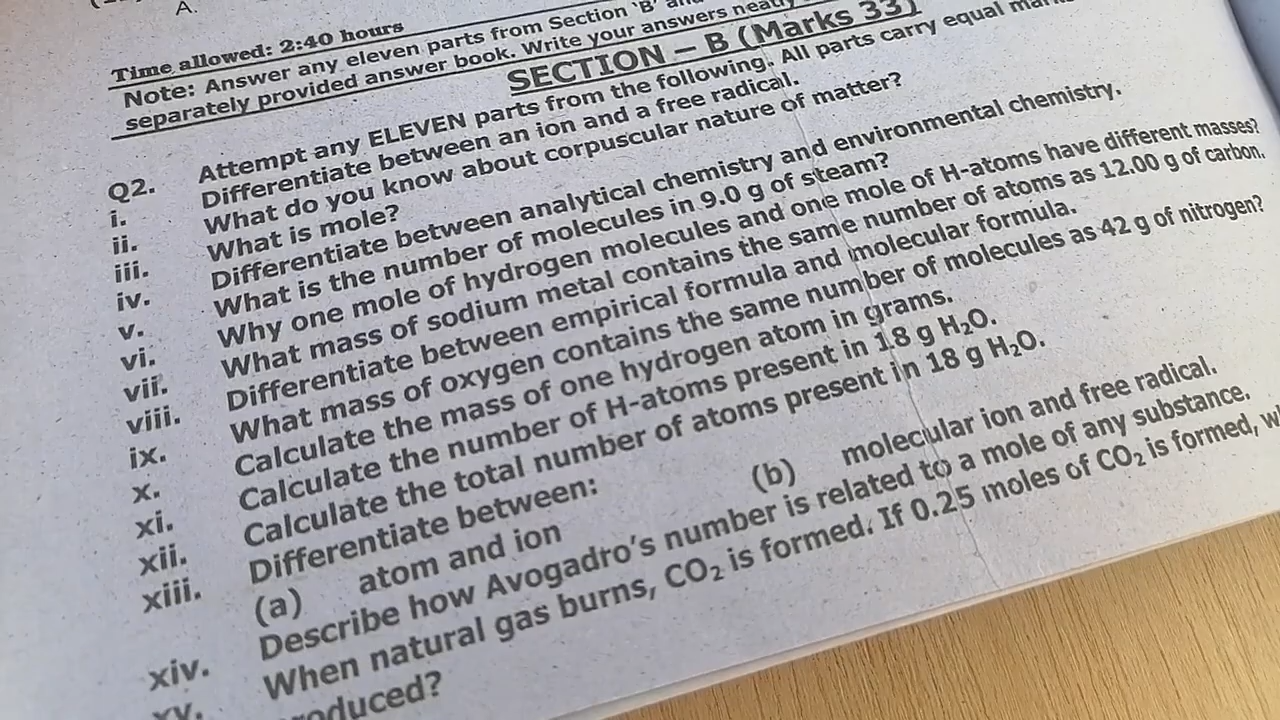 A.
Time allowed: 2:40 hours
Note: Answer any eleven parts from Section 'B'
separately provided answer book. Write your answers neatly
SECTION – B (Marks 33)
Q2. Attempt any ELEVEN parts from the following. All parts carry equal
i. Differentiate between an ion and a free radical.
ii. What do you know about corpuscular nature of matter?
iii. What is mole?
iv. Differentiate between analytical chemistry and environmental chemistry.
v. What is the number of molecules in 9.0 g of steam?
vi. Why one mole of hydrogen molecules and one mole of H-atoms have different masses?
vii. What mass of sodium metal contains the same number of atoms as 12.00 g of carbon.
viii. Differentiate between empirical formula and molecular formula.
ix. What mass of oxygen contains the same number of molecules as 42 g of nitrogen?
x. Calculate the mass of one hydrogen atom in grams.
xi. Calculate the number of H-atoms present in 18 g H₂O.
xii. Calculate the total number of atoms present in 18 g H₂O.
xiii. Differentiate between:
(a) atom and ion (b) molecular ion and free radical.
xiv. Describe how Avogadro's number is related to a mole of any substance.
xv. When natural gas burns, CO₂ is formed. If 0.25 moles of CO₂ is formed,
produced?